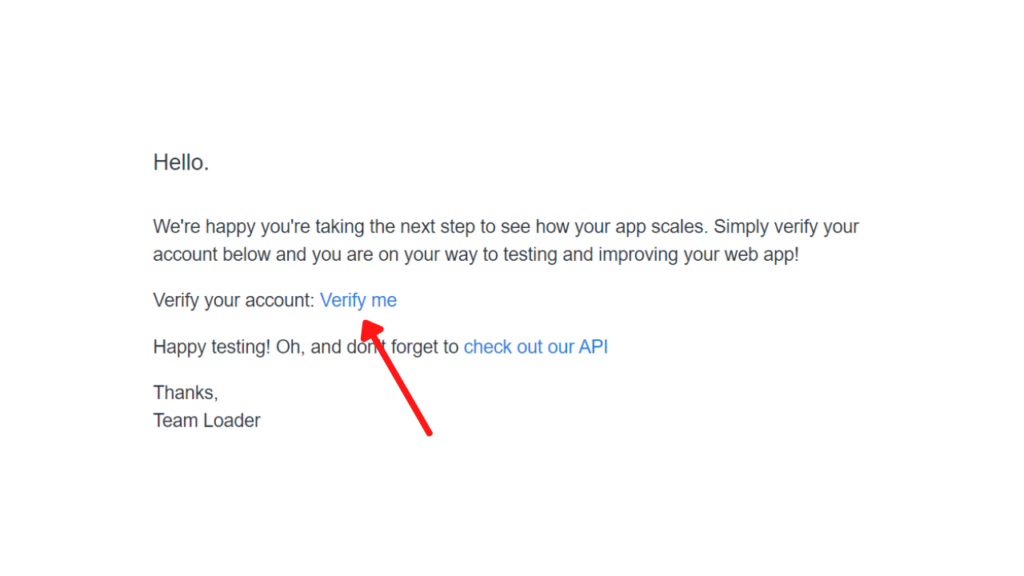 Hello.
We're happy you're taking the next step to see how your app scales. Simply verify your
account below and you are on your way to testing and improving your web app!
Verify your account: Verify me
Happy testing! Oh, and don't forget to check out our API
Thanks,
Team Loader